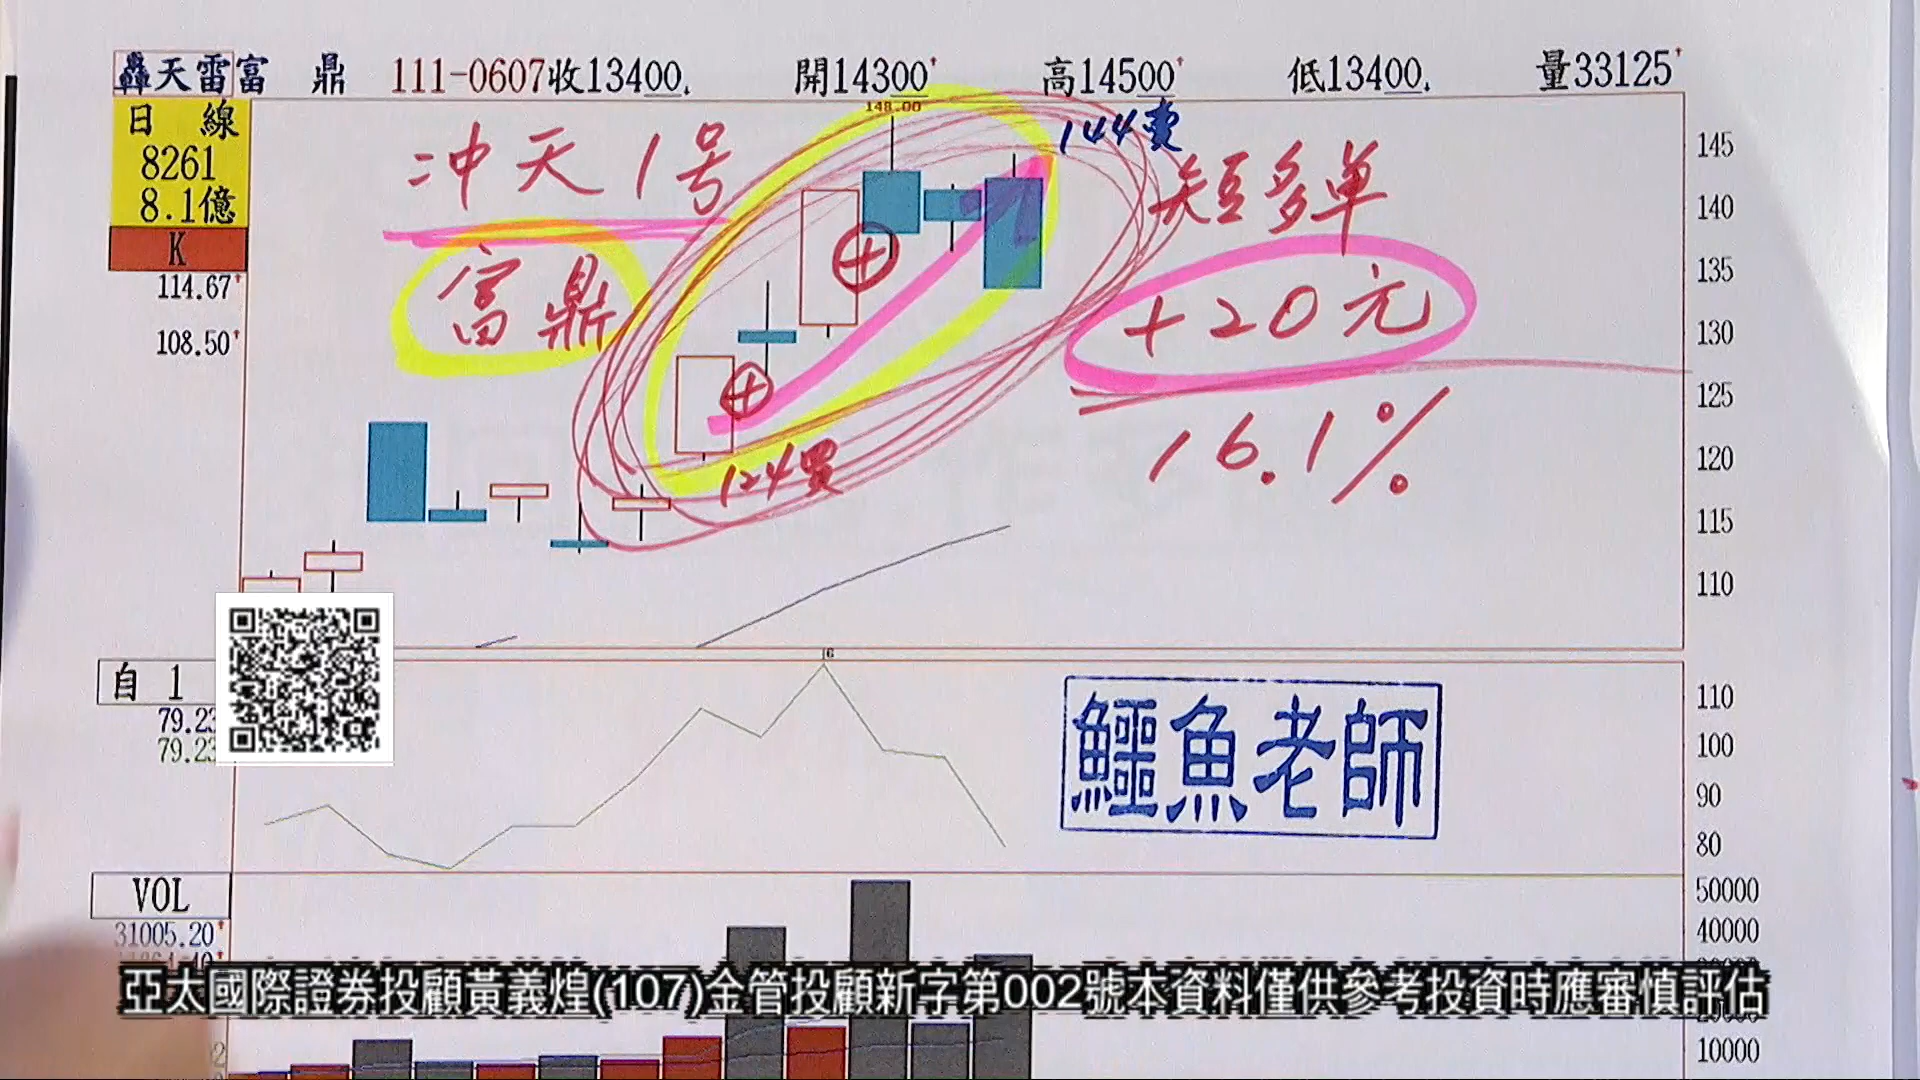 轟天雷富 鼎 111-0607收13400. 開14300 高14500 低13400. 量33125
日 線
8261
8.1億
K
114.67
108.50
148.00
144賣
冲天1号
富鼎
短多单
+20元
16.1%
124買
145
140
135
130
125
120
115
110
自 1
79.23
79.23
6
鱷魚老師
110
100
90
80
VOL
31005.20
50000
40000
亞太國際證券投顧黃義煌(107)金管投顧新字第002號本資料僅供參考投資時應審慎評估
10000